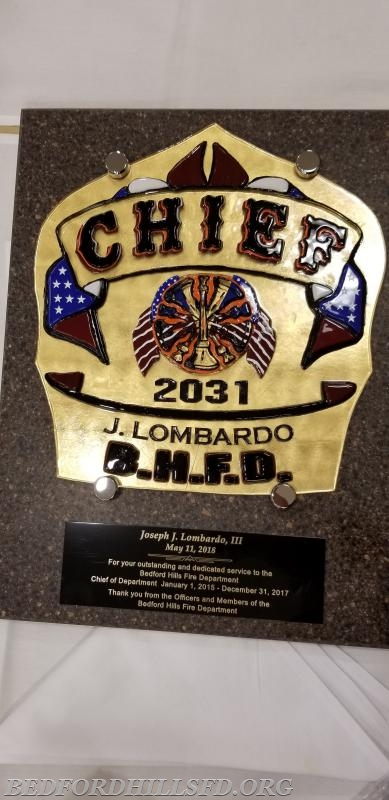 CHIEF
2031
J. LOMBARDO
B.H.F.D.
Joseph J. Lombardo, III
May 11, 2018
For your outstanding and dedicated service to the
Bedford Hills Fire Department
Chief of Department January 1, 2015 - December 31, 2017
Thank you from the Officers and Members of the
Bedford Hills Fire Department
BEDFORDHILLSFD.ORG